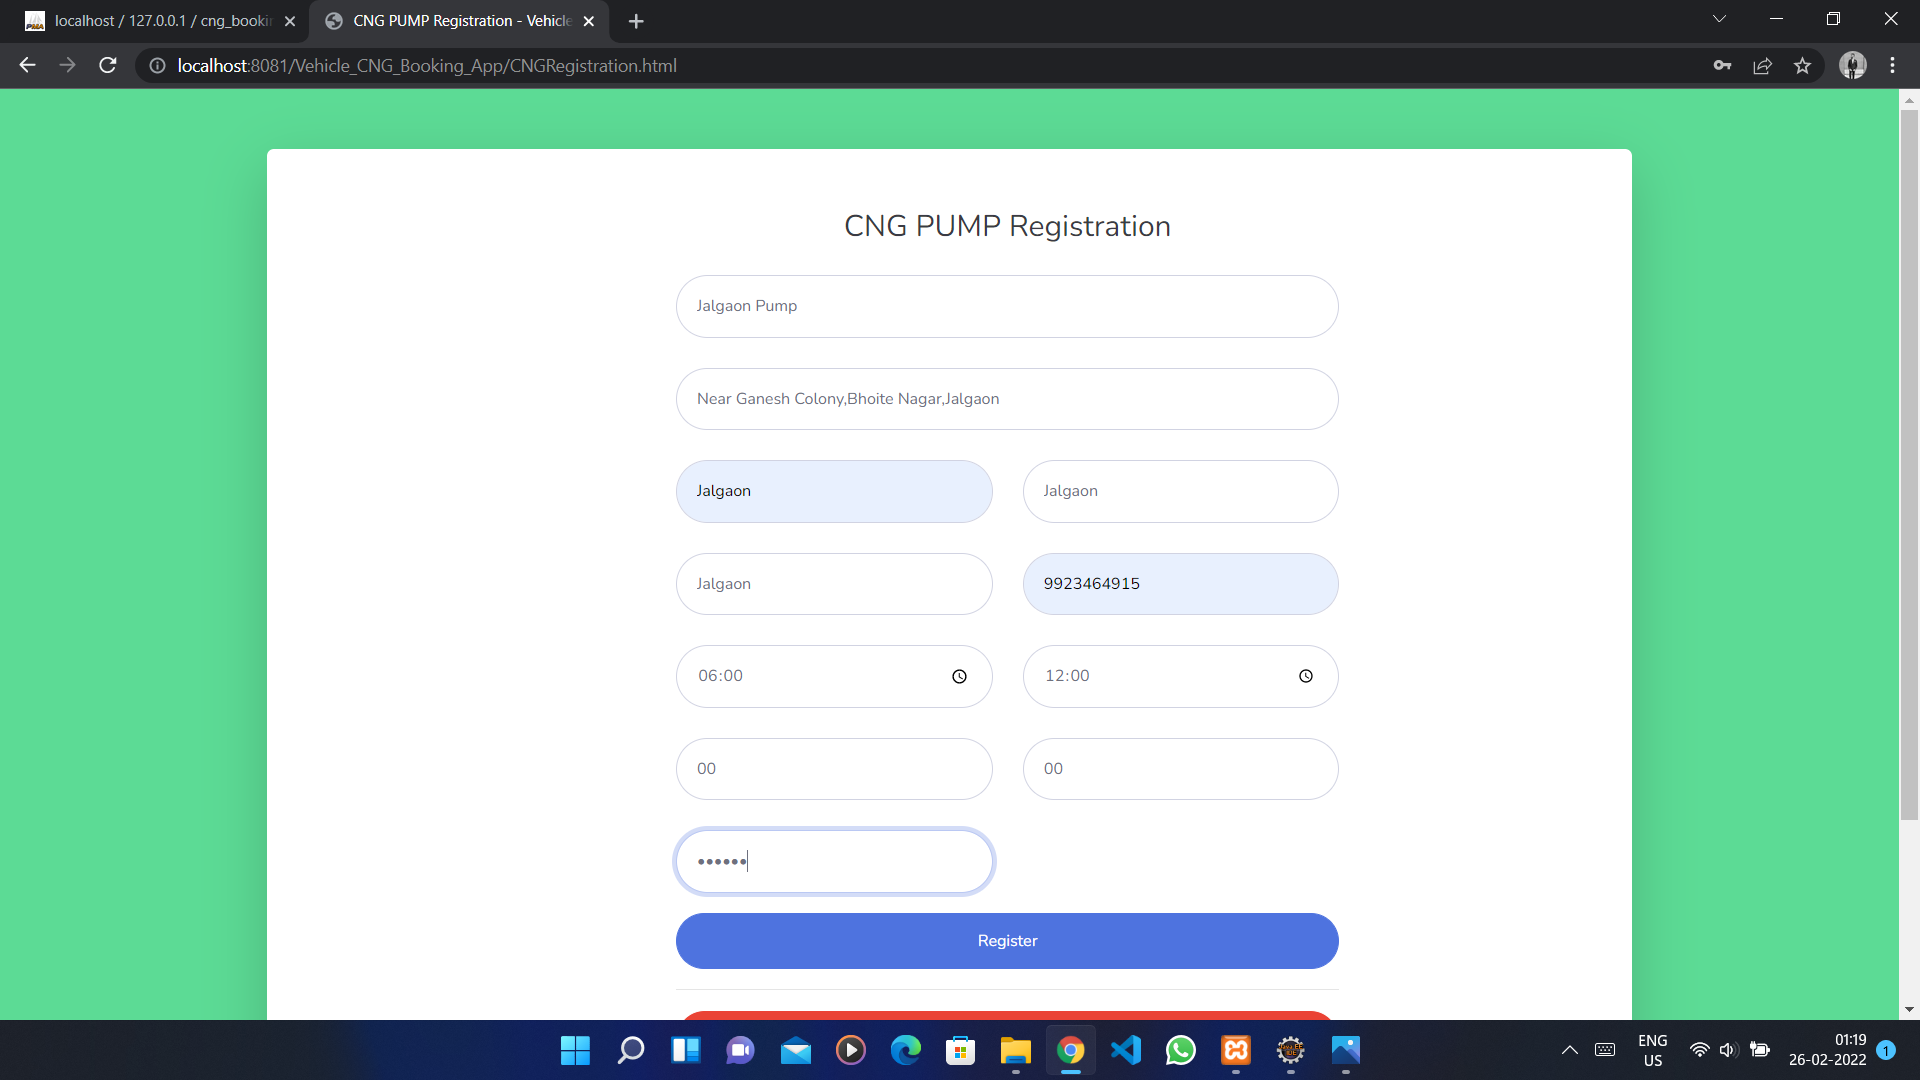 localhost / 127.0.0.1 / cng_bookin
CNG PUMP Registration - Vehicle
localhost:8081/Vehicle_CNG_Booking_App/CNGRegistration.html
CNG PUMP Registration
Jalgaon Pump
Near Ganesh Colony,Bhoite Nagar,Jalgaon
Jalgaon Jalgaon
Jalgaon 9923464915
06:00 12:00
00 00
••••••
Register
ENG 01:19
US 26-02-2022 1